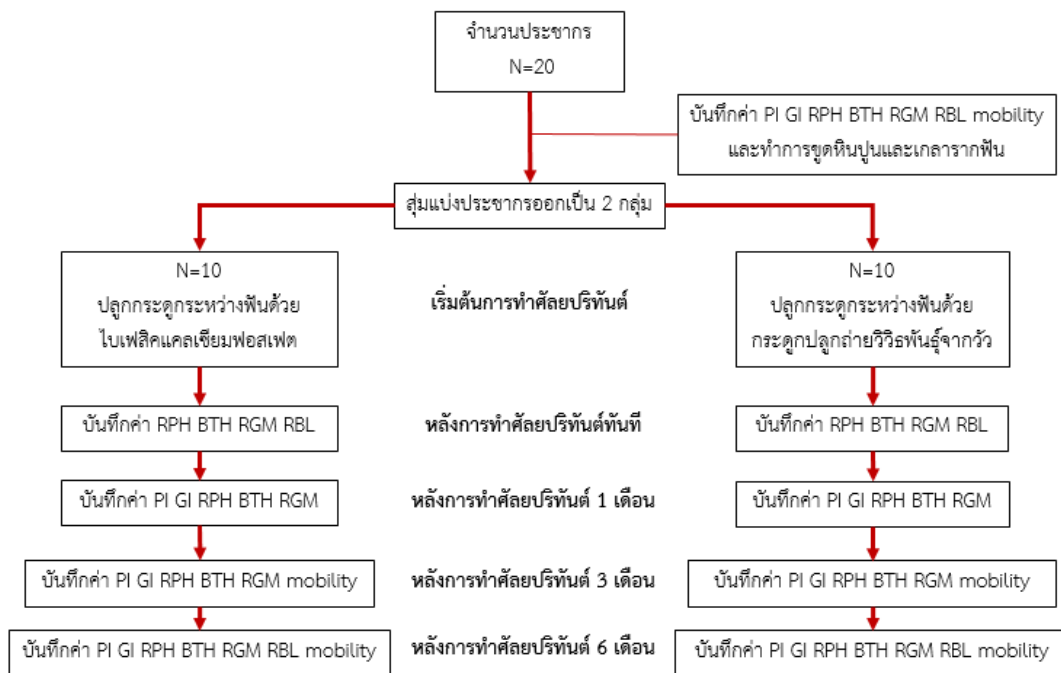 จำนวนประชากร
N=20
บันทึกค่า PI GI RPH BTH RGM RBL mobility
และทำการขูดหินปูนและเกลารากฟัน
สุ่มแบ่งประชากรออกเป็น 2 กลุ่ม
N=10
ปลูกกระดูกระหว่างฟันด้วย
ไบเฟสิคแคลเซียมฟอสเฟต
เริ่มต้นการทำศัลยปริทันต์
N=10
ปลูกกระดูกระหว่างฟันด้วย
กระดูกปลูกถ่ายวิวิธพันธุ์จากวัว
บันทึกค่า RPH BTH RGM RBL
หลังการทำศัลยปริทันต์ทันที
บันทึกค่า RPH BTH RGM RBL
บันทึกค่า PI GI RPH BTH RGM
หลังการทำศัลยปริทันต์ 1 เดือน
บันทึกค่า PI GI RPH BTH RGM
บันทึกค่า PI GI RPH BTH RGM mobility
หลังการทำศัลยปริทันต์ 3 เดือน
บันทึกค่า PI GI RPH BTH RGM mobility
บันทึกค่า PI GI RPH BTH RGM RBL mobility
หลังการทำศัลยปริทันต์ 6 เดือน
บันทึกค่า PI GI RPH BTH RGM RBL mobility